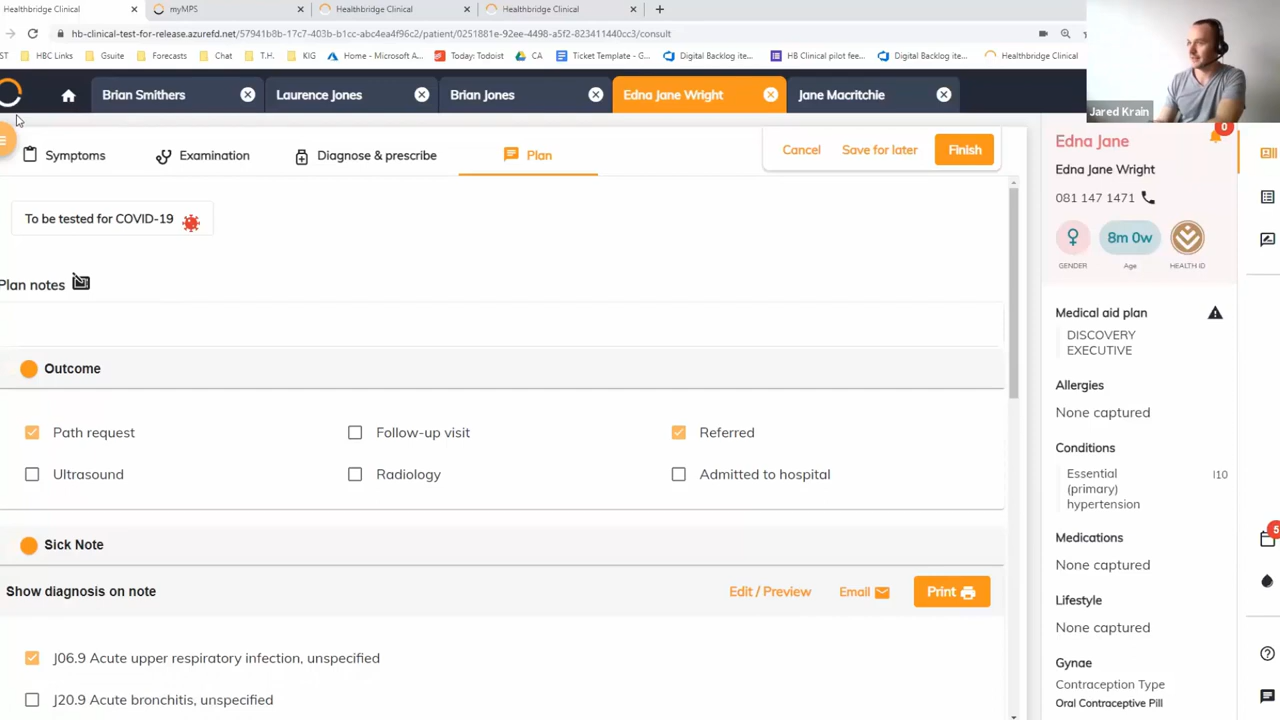 Healthbridge Clinical
myMPS
Healthbridge Clinical
Healthbridge Clinical
hb-clinical-test-for-release.azurefd.net/57941b8b-17c7-403b-b1cc-abc4eaf4f96c2/patient/0251881e-92ee-4498-a5f2-823411440cc3/consult
ST
HBC Links
Gsuite
Forecasts
Chat
T.H.
KIG
Home - Microsoft A...
Today: Todoist
CA
Ticket Template - G...
Digital Backlog ite...
HB Clinical pilot fee...
Digital Backlog ite...
Healthbridge Clinical
Brian Smithers
Laurence Jones
Brian Jones
Edna Jane Wright
Jane Macritchie
Jared Krain
0
Symptoms
Examination
Diagnose & prescribe
Plan
Cancel
Save for later
Finish
Edna Jane
Edna Jane Wright
081 147 1471
8m 0w
GENDER
Age
HEALTH ID
To be tested for COVID-19
Plan notes
Outcome
Path request
Follow-up visit
Referred
Ultrasound
Radiology
Admitted to hospital
Sick Note
Show diagnosis on note
Edit / Preview
Email
Print
J06.9 Acute upper respiratory infection, unspecified
J20.9 Acute bronchitis, unspecified
Medical aid plan
DISCOVERY
EXECUTIVE
Allergies
None captured
Conditions
Essential
I10
(primary)
hypertension
Medications
None captured
5
Lifestyle
None captured
Gynae
Contraception Type
Oral Contraceptive Pill